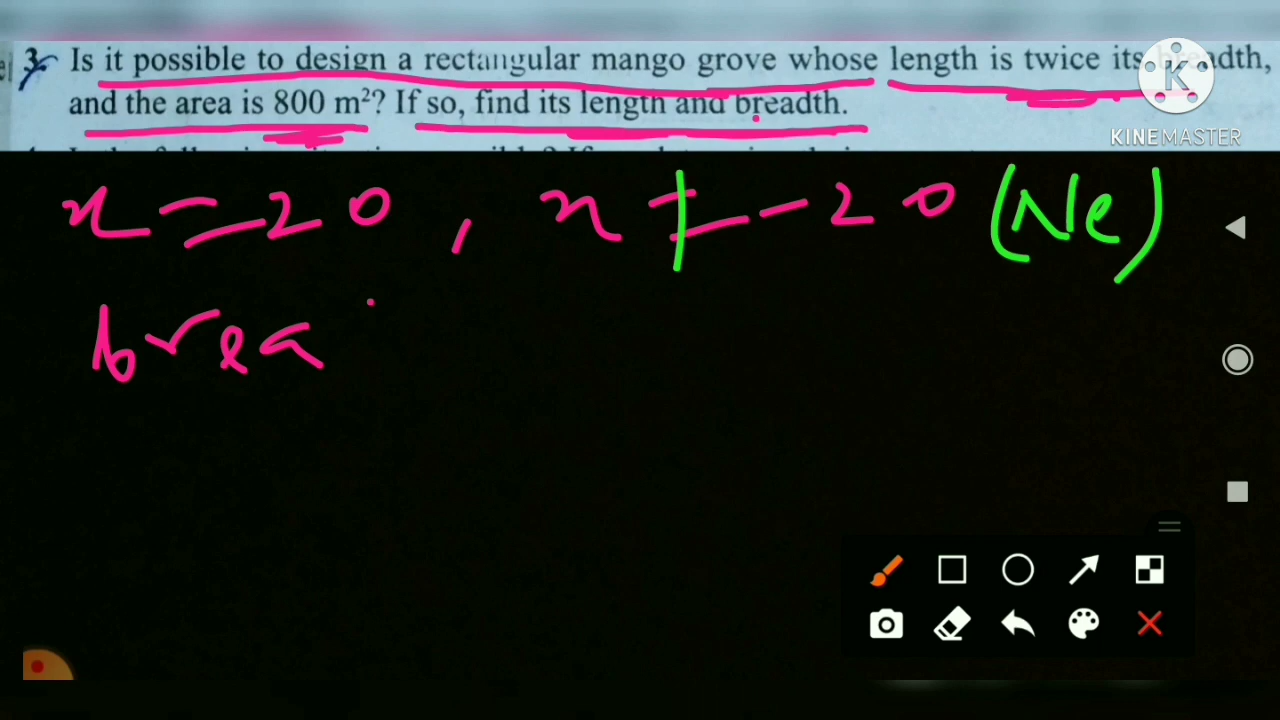 3. Is it possible to design a rectangular mango grove whose length is twice its breadth,
and the area is 800 m²? If so, find its length and breadth.
KINEMASTER
x = 20, x ≠ -20 (Ne)
brea